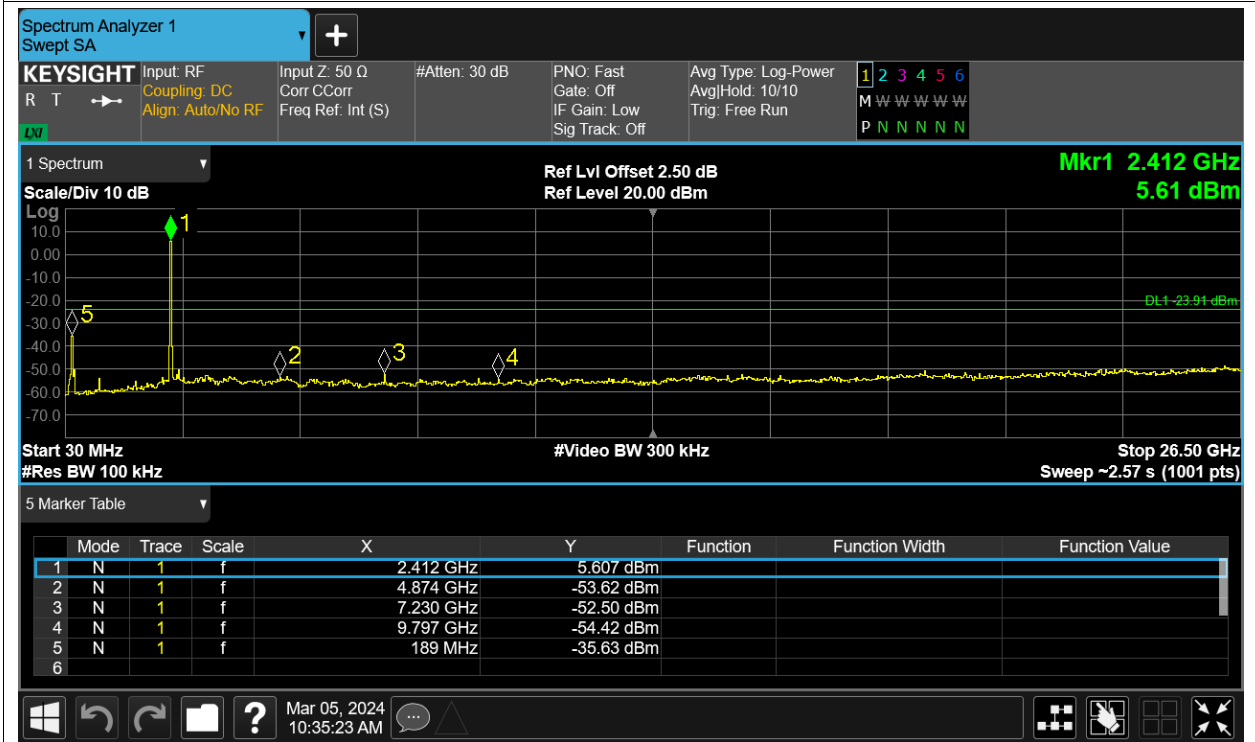 Spectrum Analyzer 1
Swept SA
+
KEYSIGHT
R T
LXI
Input: RF
Coupling: DC
Align: Auto/No RF
Input Z: 50 Ω
Corr CCorr
Freq Ref: Int (S)
#Atten: 30 dB
PNO: Fast
Gate: Off
IF Gain: Low
Sig Track: Off
Avg Type: Log-Power
Avg|Hold: 10/10
Trig: Free Run
1 2 3 4 5 6
M W W W W W
P N N N N N
1 Spectrum
Scale/Div 10 dB
Ref Lvl Offset 2.50 dB
Ref Level 20.00 dBm
Mkr1 2.412 GHz
5.61 dBm
Log
10.0
0.00
-10.0
-20.0
-30.0
-40.0
-50.0
-60.0
-70.0
1
5
2
3
4
DL1 -23.91 dBm
Start 30 MHz
#Video BW 300 kHz
Stop 26.50 GHz
#Res BW 100 kHz
Sweep ~2.57 s (1001 pts)
5 Marker Table
Mode Trace Scale X Y Function Function Width Function Value
1 N 1 f 2.412 GHz 5.607 dBm
2 N 1 f 4.874 GHz -53.62 dBm
3 N 1 f 7.230 GHz -52.50 dBm
4 N 1 f 9.797 GHz -54.42 dBm
5 N 1 f 189 MHz -35.63 dBm
6
?
Mar 05, 2024
10:35:23 AM